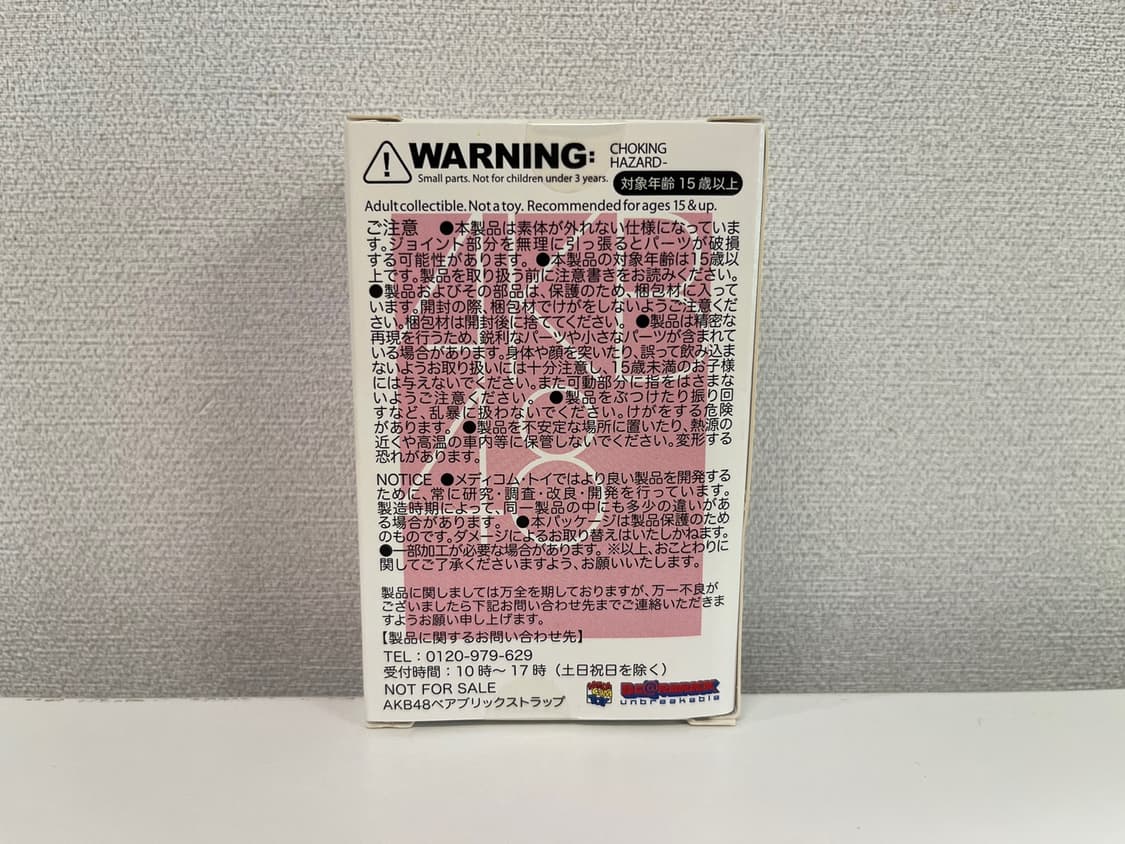 WARNING:
CHOKING
HAZARD-
Small parts. Not for children under 3 years.
対象年齢 15 歳以上
Adult collectible. Not a toy. Recommended for ages 15 & up.
AKB
48
ご注意 ●本製品は素体が外れない仕様になっていま
す。ジョイント部分を無理に引っ張るとパーツが破損
する可能性があります。 ●本製品の対象年齢は15歳以
上です。製品を取り扱う前に注意書きをお読みください。
●製品およびその部品は、保護のため、梱包材に入って
います。開封の際、梱包材でけがをしないようご注意くだ
さい。梱包材は開封後に捨ててください。 ●製品は精密な
再現を行うため、鋭利なパーツや小さなパーツが含まれて
いる場合があります。身体や顔を突いたり、誤って飲み込ま
ないようお取り扱いには十分注意し、15歳未満のお子様
には与えないでください。また可動部分に指をはさまな
いようご注意ください。 ●製品をぶつけたり振り回
すなど、乱暴に扱わないでください。けがをする危険
があります。 ●製品を不安定な場所に置いたり、熱源の
近くや高温の車内等に保管しないでください。変形する
恐れがあります。
NOTICE ●メディコム・トイではより良い製品を開発する
ために、常に研究・調査・改良・開発を行っています。
製造時期によって、同一製品の中にも多少の違いがあ
る場合があります。 ●本パッケージは製品保護のため
のものです。ダメージによるお取り替えはいたしかねます。
●一部加工が必要な場合があります。※以上、おことわりに
関してご了承くださいますよう、お願いいたします。
製品に関しましては万全を期しておりますが、万一不良が
ございましたら下記お問い合わせ先までご連絡いただきま
すようお願い申し上げます。
【製品に関するお問い合わせ先】
TEL：0120-979-629
受付時間：10 時〜 17 時（土日祝日を除く）
NOT FOR SALE
AKB48ベアブリックストラップ
BE@RBRICK
unbreakable